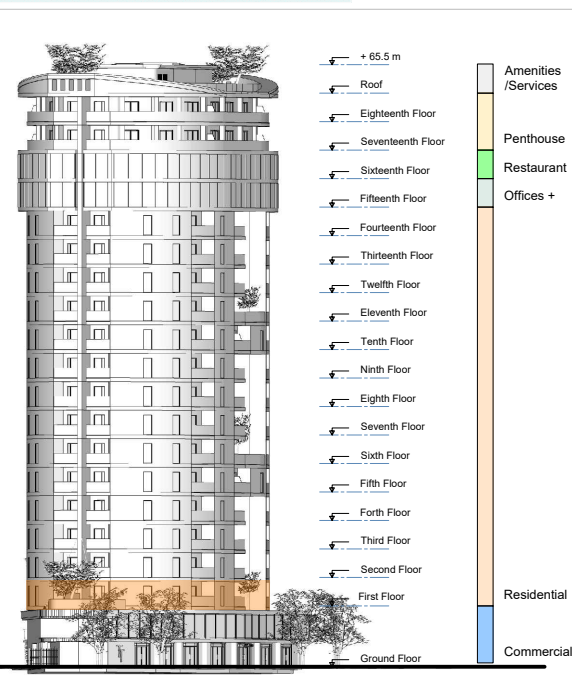 + 65.5 m
Roof
Eighteenth Floor
Seventeenth Floor
Sixteenth Floor
Fifteenth Floor
Fourteenth Floor
Thirteenth Floor
Twelfth Floor
Eleventh Floor
Tenth Floor
Ninth Floor
Eighth Floor
Seventh Floor
Sixth Floor
Fifth Floor
Forth Floor
Third Floor
Second Floor
First Floor
Ground Floor
Amenities
/Services
Penthouse
Restaurant
Offices +
Residential
Commercial